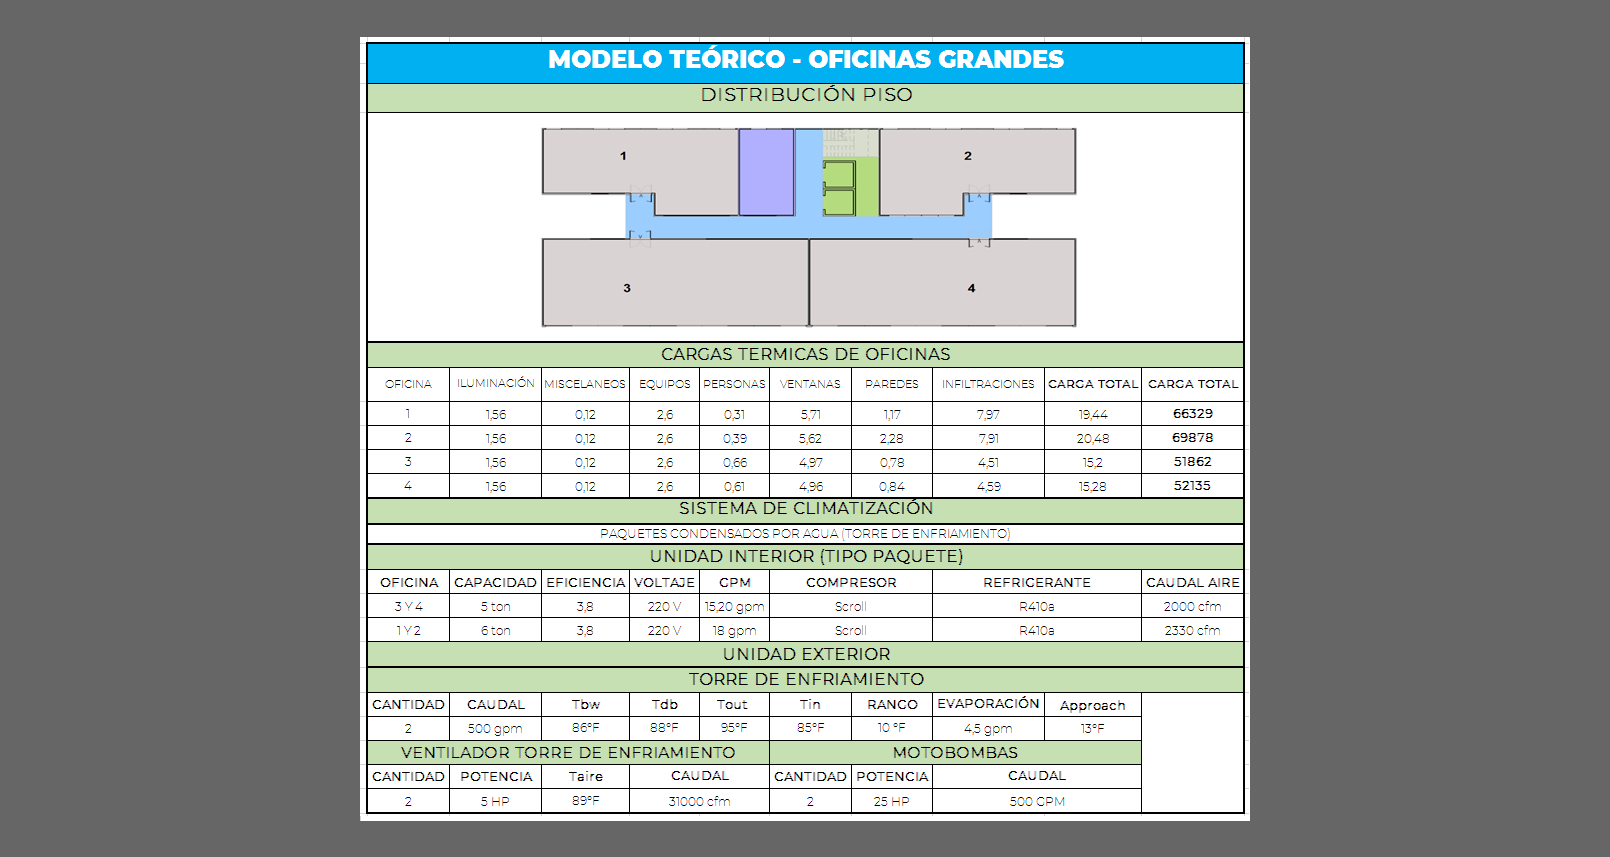 MODELO TEÓRICO - OFICINAS GRANDES
DISTRIBUCIÓN PISO
1 2
3 4
CARGAS TERMICAS DE OFICINAS
OFICINA ILUMINACIÓN MISCELANEOS EQUIPOS PERSONAS VENTANAS PAREDES INFILTRACIONES CARGA TOTAL CARGA TOTAL
1 1,56 0,12 2,6 0,31 5,71 1,17 7,97 19,44 66329
2 1,56 0,12 2,6 0,39 5,62 2,28 7,91 20,48 69878
3 1,56 0,12 2,6 0,66 4,97 0,78 4,51 15,2 51862
4 1,56 0,12 2,6 0,61 4,96 0,84 4,59 15,28 52135
SISTEMA DE CLIMATIZACIÓN
PAQUETES CONDENSADOS POR AGUA (TORRE DE ENFRIAMIENTO)
UNIDAD INTERIOR (TIPO PAQUETE)
OFICINA CAPACIDAD EFICIENCIA VOLTAJE GPM COMPRESOR REFRIGERANTE CAUDAL AIRE
3 Y 4 5 ton 3,8 220 V 15,20 gpm Scroll R410a 2000 cfm
1 Y 2 6 ton 3,8 220 V 18 gpm Scroll R410a 2330 cfm
UNIDAD EXTERIOR
TORRE DE ENFRIAMIENTO
CANTIDAD CAUDAL Tbw Tdb Tout Tin RANGO EVAPORACIÓN Approach
2 500 gpm 86°F 88°F 95°F 85°F 10 °F 4,5 gpm 13°F
VENTILADOR TORRE DE ENFRIAMIENTO MOTOBOMBAS
CANTIDAD POTENCIA Taire CAUDAL CANTIDAD POTENCIA CAUDAL
2 5 HP 89°F 31000 cfm 2 25 HP 500 GPM